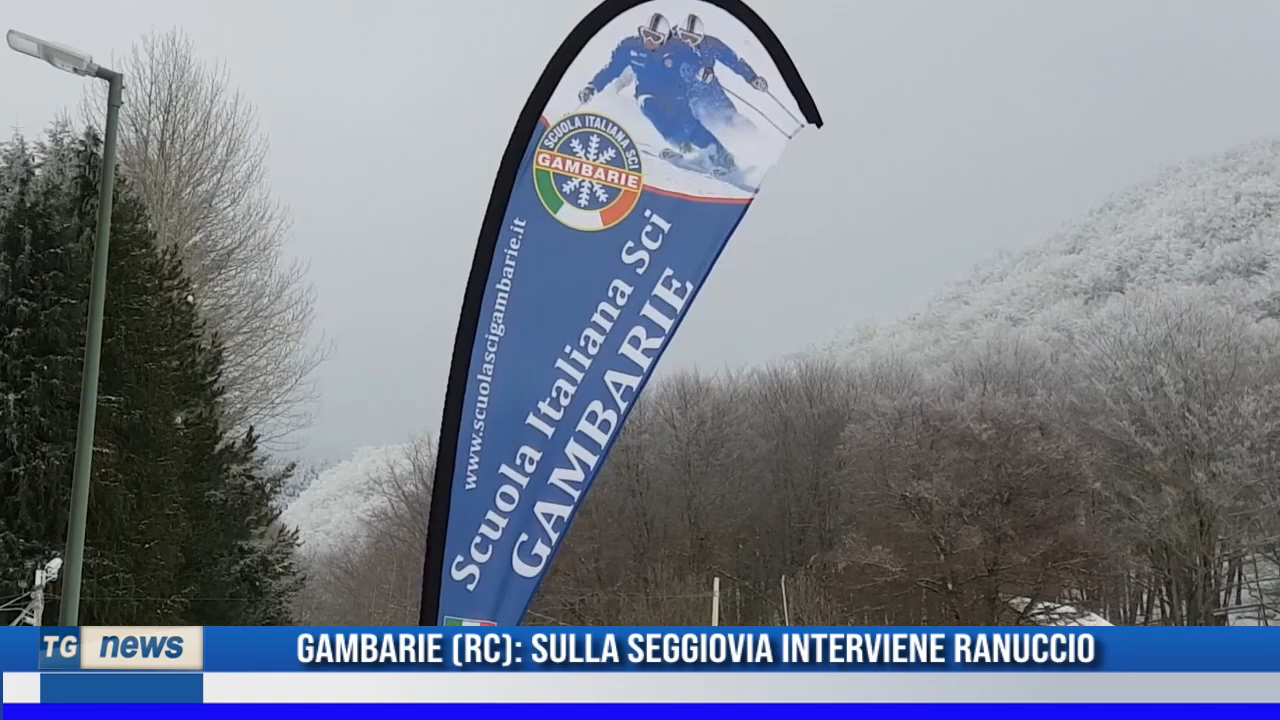 SCUOLA ITALIANA SCI
GAMBARIE
www.scuolascigambarie.it
Scuola Italiana Sci
GAMBARIE
TG news
GAMBARIE (RC): SULLA SEGGIOVIA INTERVIENE RANUCCIO